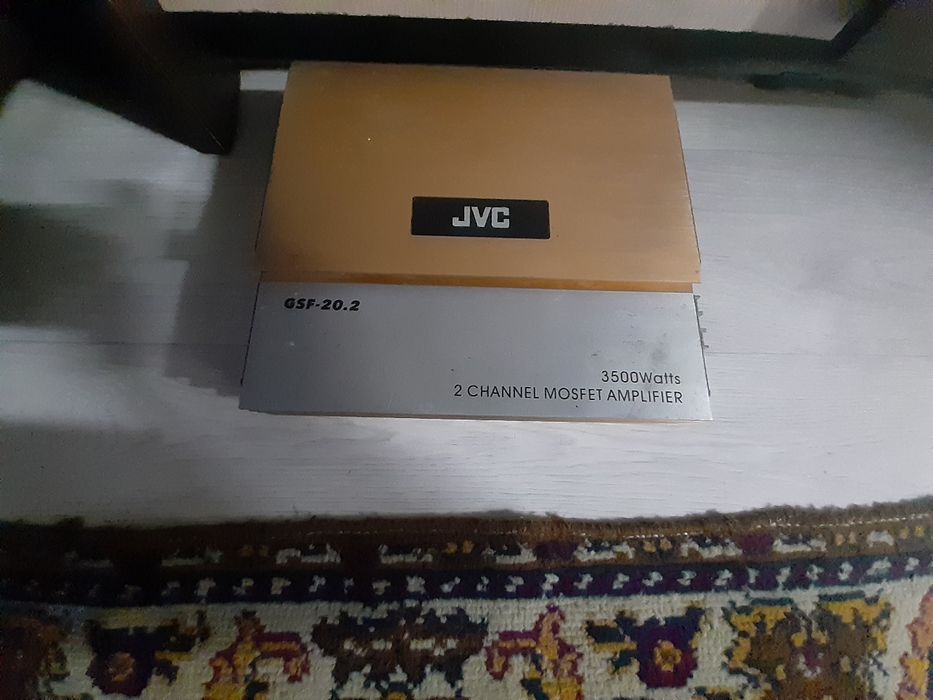 JVC
GSF-20.2
3500Watts
2 CHANNEL MOSFET AMPLIFIER